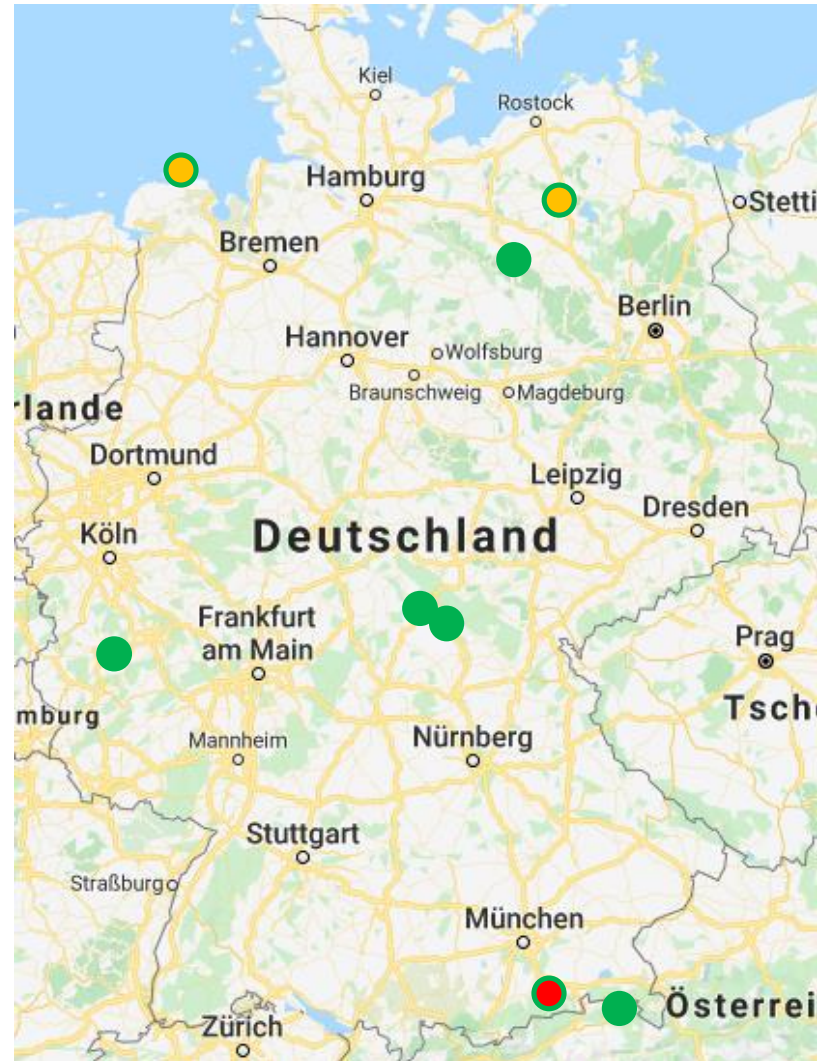 Kiel
Rostock
Hamburg
Stetti
Bremen
Berlin
Hannover
Wolfsburg
Braunschweig
Magdeburg
rlande
Dortmund
Leipzig
Dresden
Deutschland
Köln
Frankfurt
am Main
Prag
mburg
Tsch
Mannheim
Nürnberg
Stuttgart
Straßburg
München
Österrei
Zürich